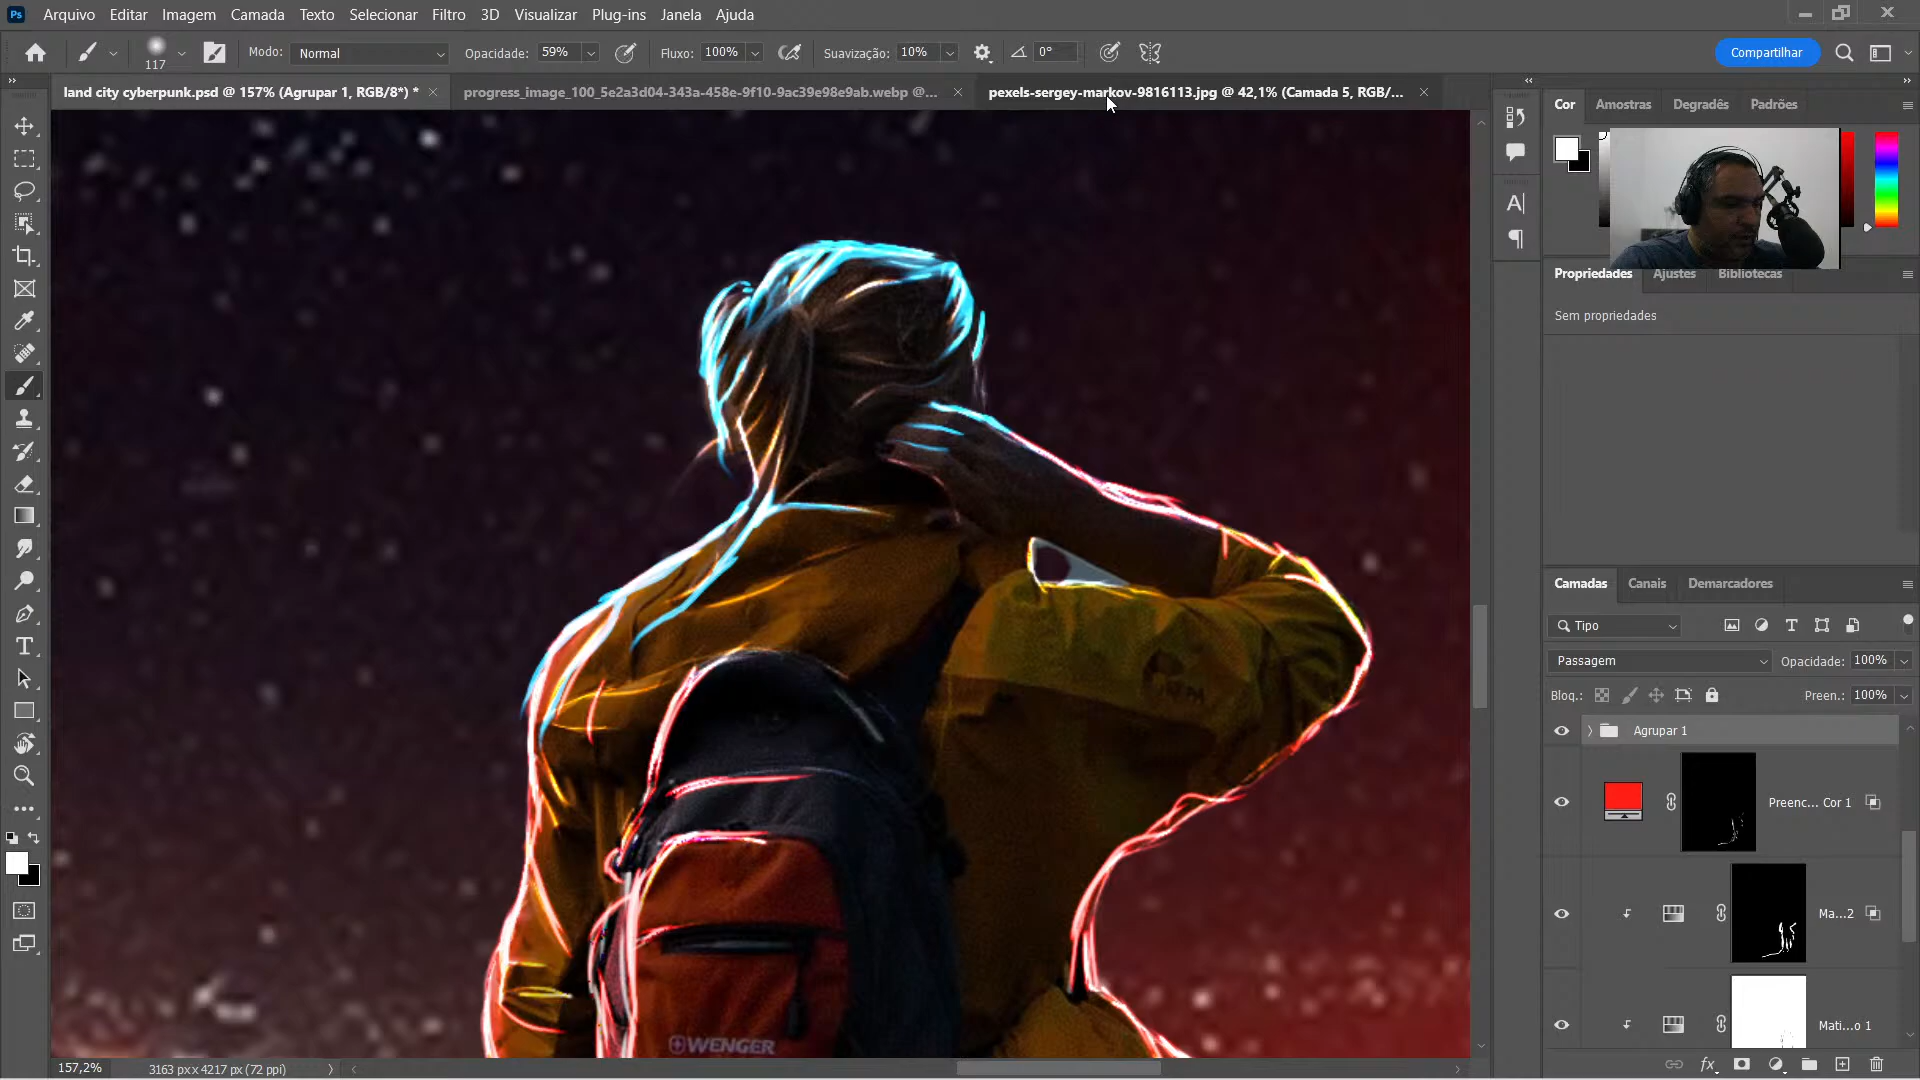 Ps Arquivo Editar Imagem Camada Texto Selecionar Filtro 3D Visualizar Plug-ins Janela Ajuda
117 Modo: Normal Opacidade: 59% Fluxo: 100% Suavização: 10% 0° Compartilhar
land city cyberpunk.psd @ 157% (Agrupar 1, RGB/8*) * progress_image_100_5e2a3d04-343a-458e-9f10-9ac39e98e9ab.webp @... pexels-sergey-markov-9816113.jpg @ 42,1% (Camada 5, RGB/...
Cor Amostras Degradês Padrões
Propriedades Ajustes Bibliotecas
Sem propriedades
Camadas Canais Demarcadores
Tipo
Passagem Opacidade: 100%
Bloq.: Preen.: 100%
Agrupar 1
Preenc... Cor 1
Ma...2
Mati...o 1
WENGER
157,2% 3163 px x 4217 px (72 ppi)
fx